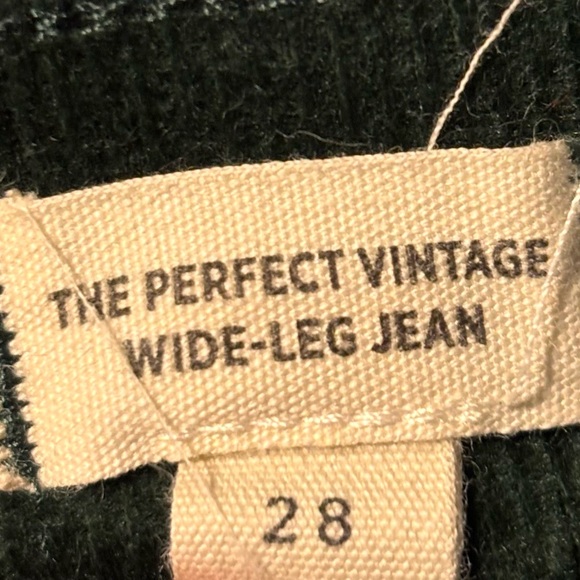 THE PERFECT VINTAGE
WIDE-LEG JEAN
28